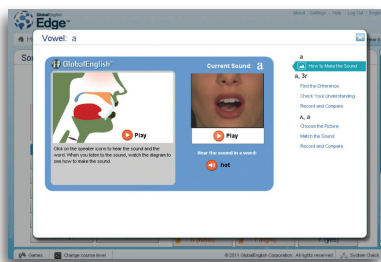 GlobalEnglish
Edge™
About | Settings | Help | Log Out
Vowel: a
GlobalEnglish™
Current Sound: a
Play
Play
Click on the speaker icons to hear the sound and the
word. When you listen to the sound, watch the diagram to
see how to make the sound.
Hear the sound in a word:
hot
a
How to Make the Sound
a, ɜr
Find the Difference
Check Your Understanding
Record and Compare
ʌ, a
Choose the Picture
Match the Sound
Record and Compare
Games
Change course level
© 2011 GlobalEnglish Corporation. All rights reserved.
System Check